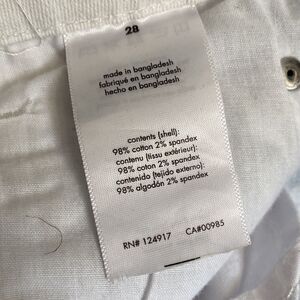 28
made in bangladesh
fabriqué en bangladesh
hecho en bangladesh
contents (shell):
98% cotton 2% spandex
contenu (tissu extérieur):
98% coton 2% spandex
contenido (tejido externo):
98% algodón 2% spandex
RN# 124917 CA#00985